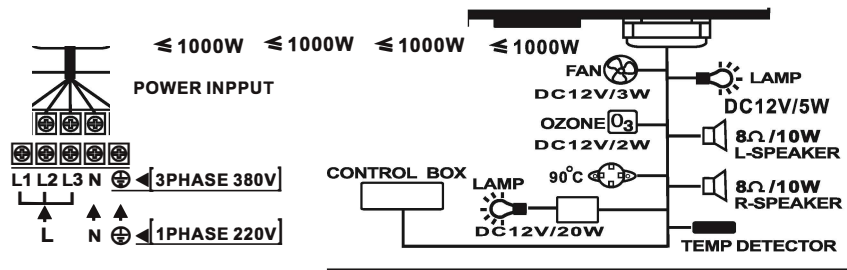 ≤1000W ≤1000W ≤1000W ≤1000W
POWER INPPUT
FAN
DC12V/3W
LAMP
DC12V/5W
OZONE O3
DC12V/2W
8Ω/10W
L-SPEAKER
CONTROL BOX
90°C
LAMP
DC12V/20W
8Ω/10W
R-SPEAKER
TEMP DETECTOR
L1 L2 L3 N [3PHASE 380V]
L N [1PHASE 220V]